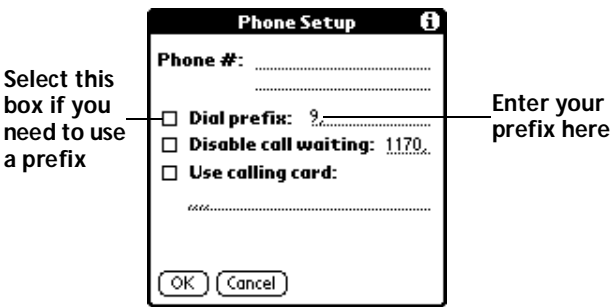 Phone Setup
Phone #:
Select this
box if you
need to use
a prefix
Dial prefix: 9,
Enter your
prefix here
Disable call waiting: 1170,
Use calling card:
,,,,
OK Cancel